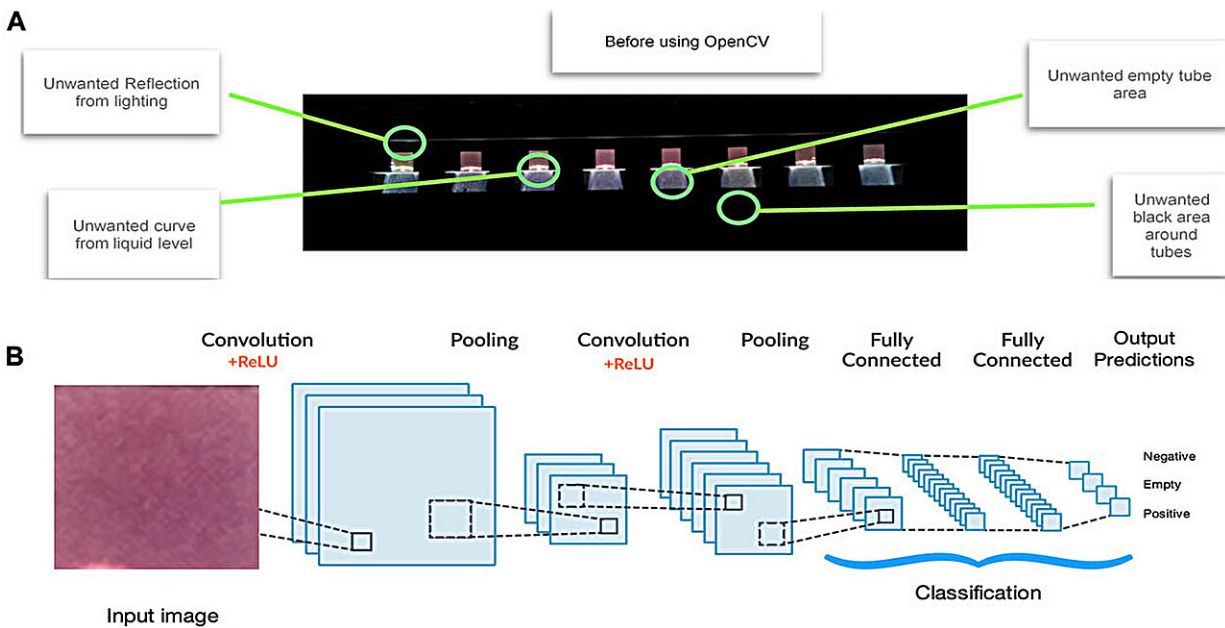 A
Before using OpenCV
Unwanted Reflection
from lighting
Unwanted empty tube
area
Unwanted curve
from liquid level
Unwanted
black area
around
tubes
B
Convolution
+ReLU
Pooling
Convolution
+ReLU
Pooling
Fully
Connected
Fully
Connected
Output
Predictions
Negative
Empty
Positive
Classification
Input image